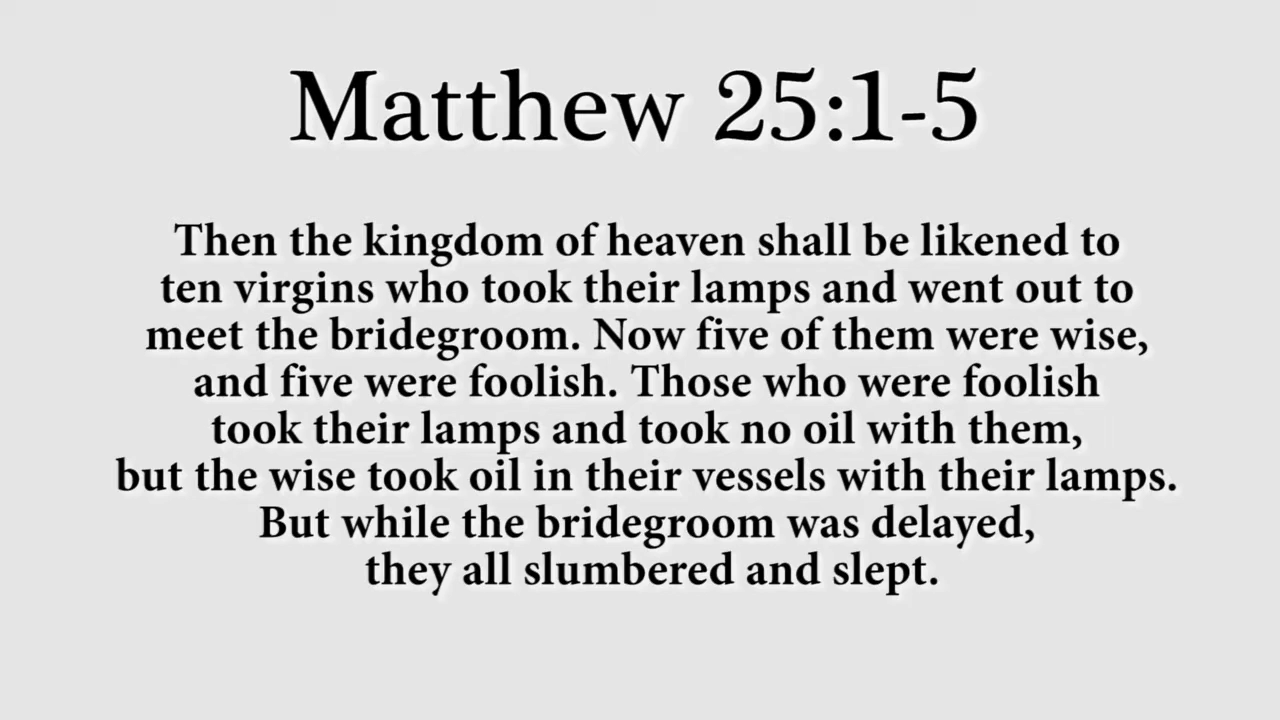 Matthew 25:1-5
Then the kingdom of heaven shall be likened to
ten virgins who took their lamps and went out to
meet the bridegroom. Now five of them were wise,
and five were foolish. Those who were foolish
took their lamps and took no oil with them,
but the wise took oil in their vessels with their lamps.
But while the bridegroom was delayed,
they all slumbered and slept.